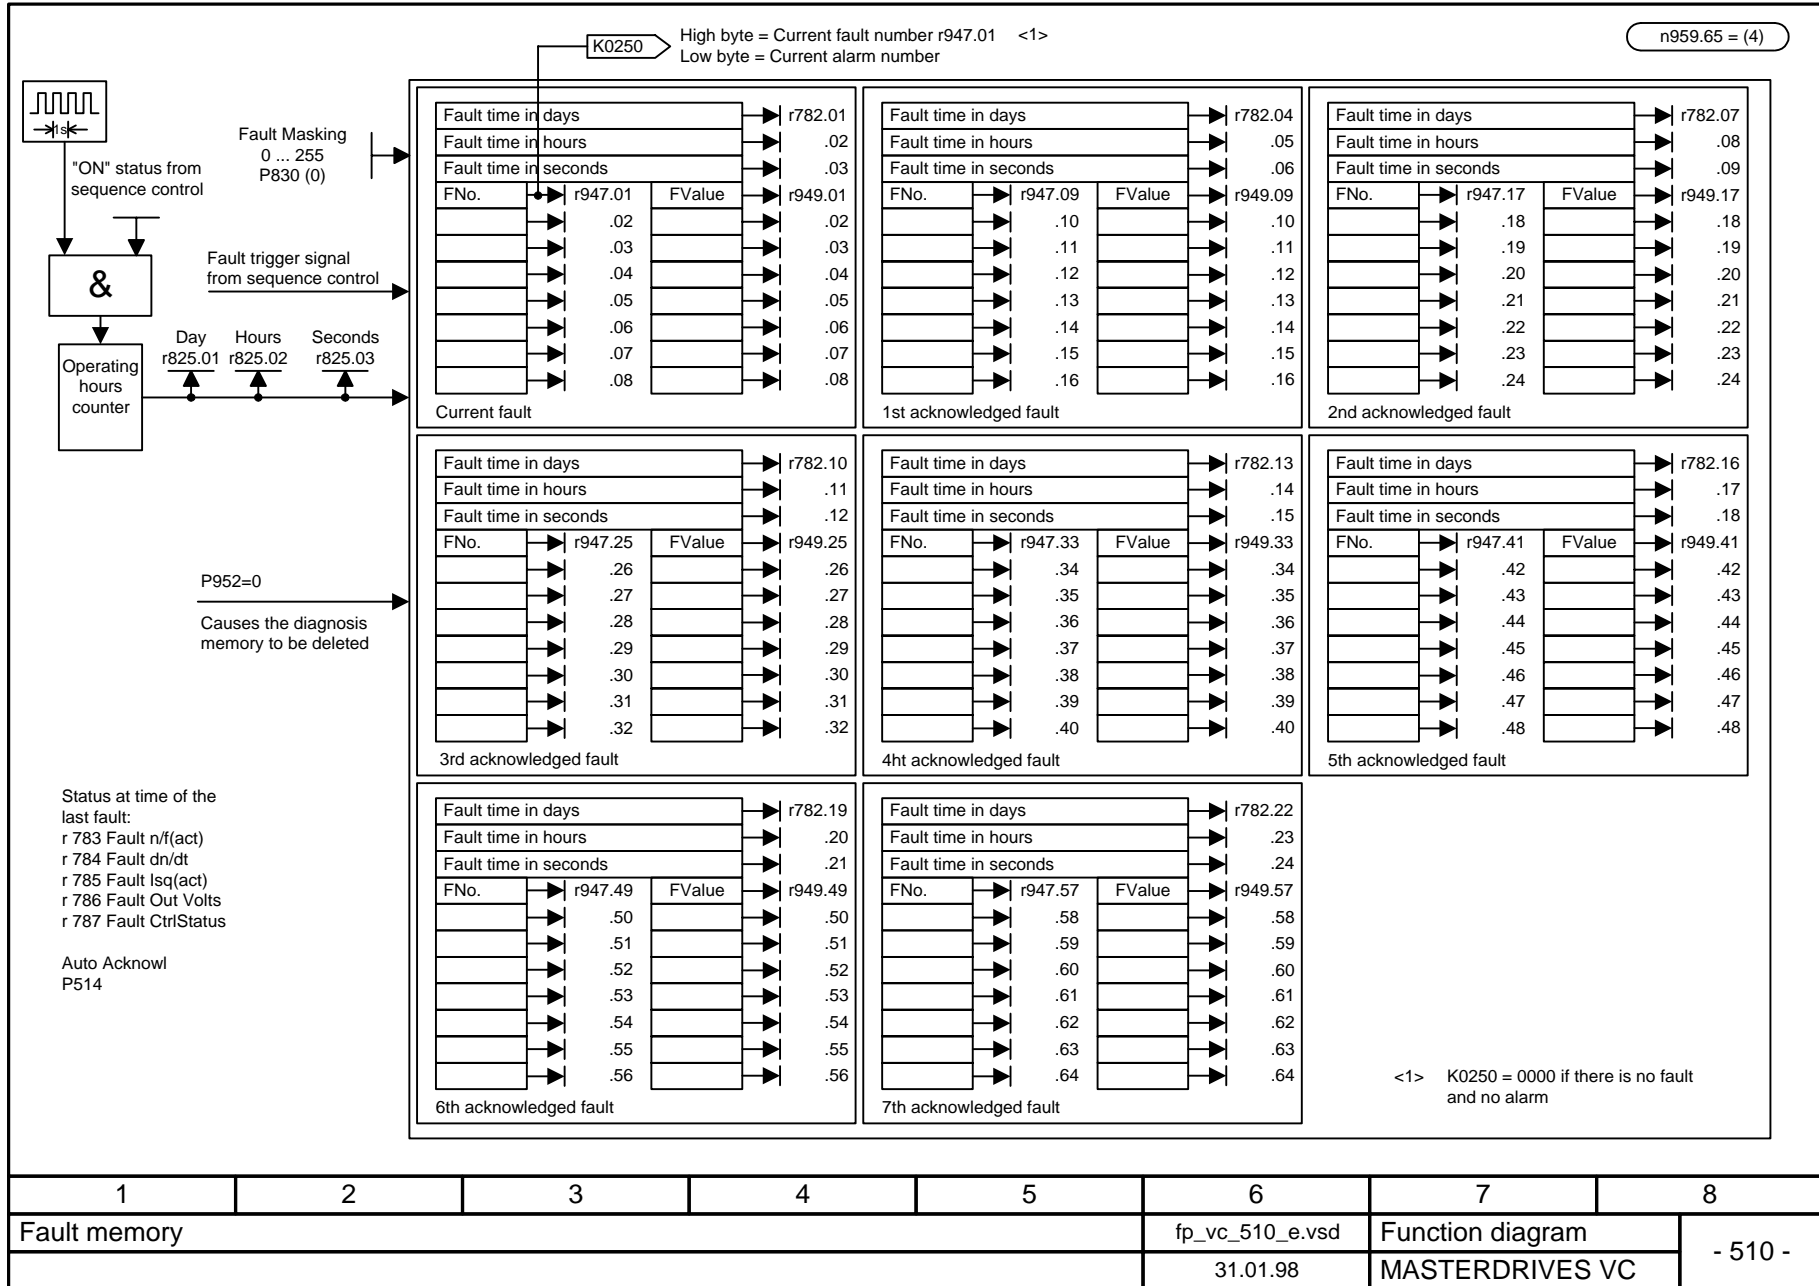 K0250
High byte = Current fault number r947.01 <1>
Low byte = Current alarm number
n959.65 = (4)
1s
"ON" status from
sequence control
&
Operating
hours
counter
Day
r825.01
Hours
r825.02
Seconds
r825.03
Fault Masking
0 ... 255
P830 (0)
Fault trigger signal
from sequence control
P952=0
Causes the diagnosis
memory to be deleted
Status at time of the
last fault:
r 783 Fault n/f(act)
r 784 Fault dn/dt
r 785 Fault Isq(act)
r 786 Fault Out Volts
r 787 Fault CtrlStatus
Auto Acknowl
P514
Fault time in days r782.01
Fault time in hours .02
Fault time in seconds .03
FNo. r947.01 FValue r949.01
.02 .02
.03 .03
.04 .04
.05 .05
.06 .06
.07 .07
.08 .08
Current fault
Fault time in days r782.04
Fault time in hours .05
Fault time in seconds .06
FNo. r947.09 FValue r949.09
.10 .10
.11 .11
.12 .12
.13 .13
.14 .14
.15 .15
.16 .16
1st acknowledged fault
Fault time in days r782.07
Fault time in hours .08
Fault time in seconds .09
FNo. r947.17 FValue r949.17
.18 .18
.19 .19
.20 .20
.21 .21
.22 .22
.23 .23
.24 .24
2nd acknowledged fault
Fault time in days r782.10
Fault time in hours .11
Fault time in seconds .12
FNo. r947.25 FValue r949.25
.26 .26
.27 .27
.28 .28
.29 .29
.30 .30
.31 .31
.32 .32
3rd acknowledged fault
Fault time in days r782.13
Fault time in hours .14
Fault time in seconds .15
FNo. r947.33 FValue r949.33
.34 .34
.35 .35
.36 .36
.37 .37
.38 .38
.39 .39
.40 .40
4ht acknowledged fault
Fault time in days r782.16
Fault time in hours .17
Fault time in seconds .18
FNo. r947.41 FValue r949.41
.42 .42
.43 .43
.44 .44
.45 .45
.46 .46
.47 .47
.48 .48
5th acknowledged fault
Fault time in days r782.19
Fault time in hours .20
Fault time in seconds .21
FNo. r947.49 FValue r949.49
.50 .50
.51 .51
.52 .52
.53 .53
.54 .54
.55 .55
.56 .56
6th acknowledged fault
Fault time in days r782.22
Fault time in hours .23
Fault time in seconds .24
FNo. r947.57 FValue r949.57
.58 .58
.59 .59
.60 .60
.61 .61
.62 .62
.63 .63
.64 .64
7th acknowledged fault
<1> K0250 = 0000 if there is no fault
and no alarm
1 2 3 4 5 6 7 8
Fault memory fp_vc_510_e.vsd Function diagram - 510 -
31.01.98 MASTERDRIVES VC